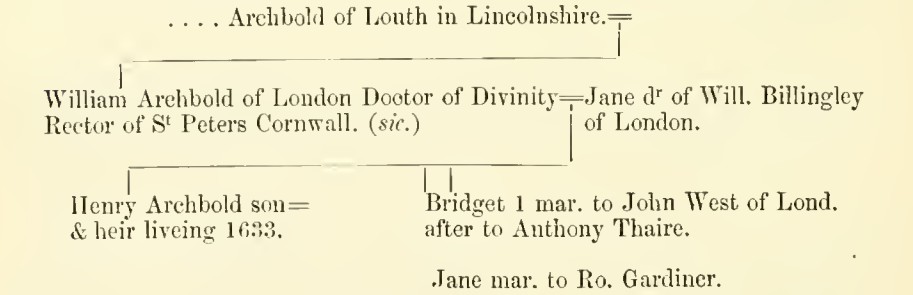 .... Archbold of Louth in Lincolnshire.=
William Archbold of London Doctor of Divinity=Jane dʳ of Will. Billingley
Rector of Sᵗ Peters Cornwall. (sic.)
of London.
Henry Archbold son=
& heir liveing 1633.
Bridget 1 mar. to John West of Lond.
after to Anthony Thaire.
Jane mar. to Ro. Gardiner.